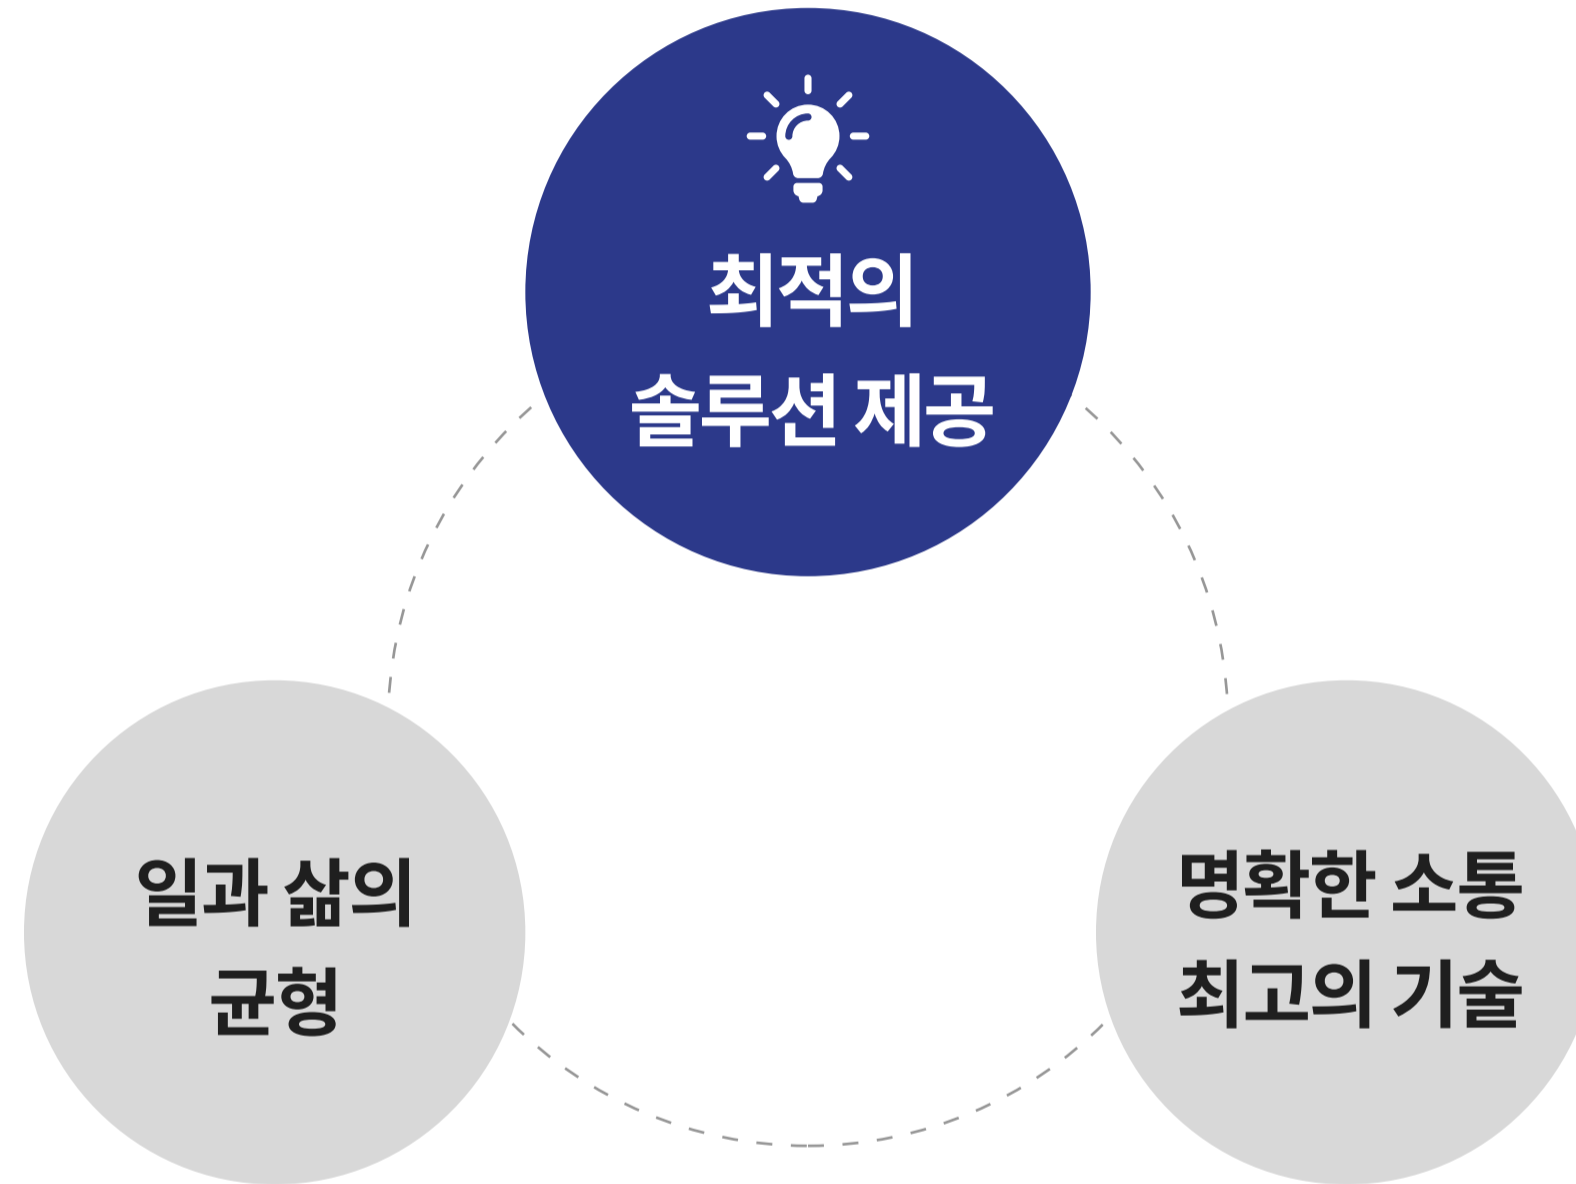 최적의
솔루션 제공
일과 삶의
균형
명확한 소통
최고의 기술